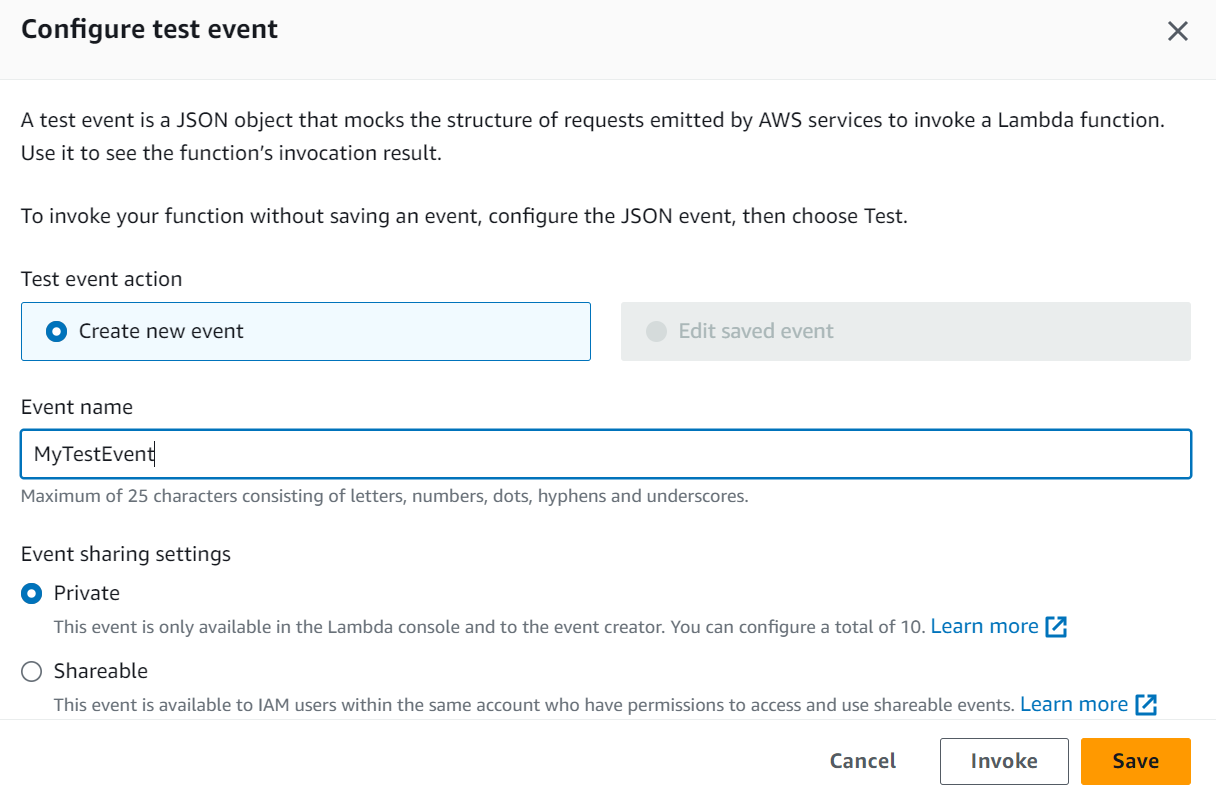 Configure test event
A test event is a JSON object that mocks the structure of requests emitted by AWS services to invoke a Lambda function.
Use it to see the function’s invocation result.
To invoke your function without saving an event, configure the JSON event, then choose Test.
Test event action
Create new event
Edit saved event
Event name
MyTestEvent
Maximum of 25 characters consisting of letters, numbers, dots, hyphens and underscores.
Event sharing settings
Private
This event is only available in the Lambda console and to the event creator. You can configure a total of 10. Learn more
Shareable
This event is available to IAM users within the same account who have permissions to access and use shareable events. Learn more
Cancel
Invoke
Save